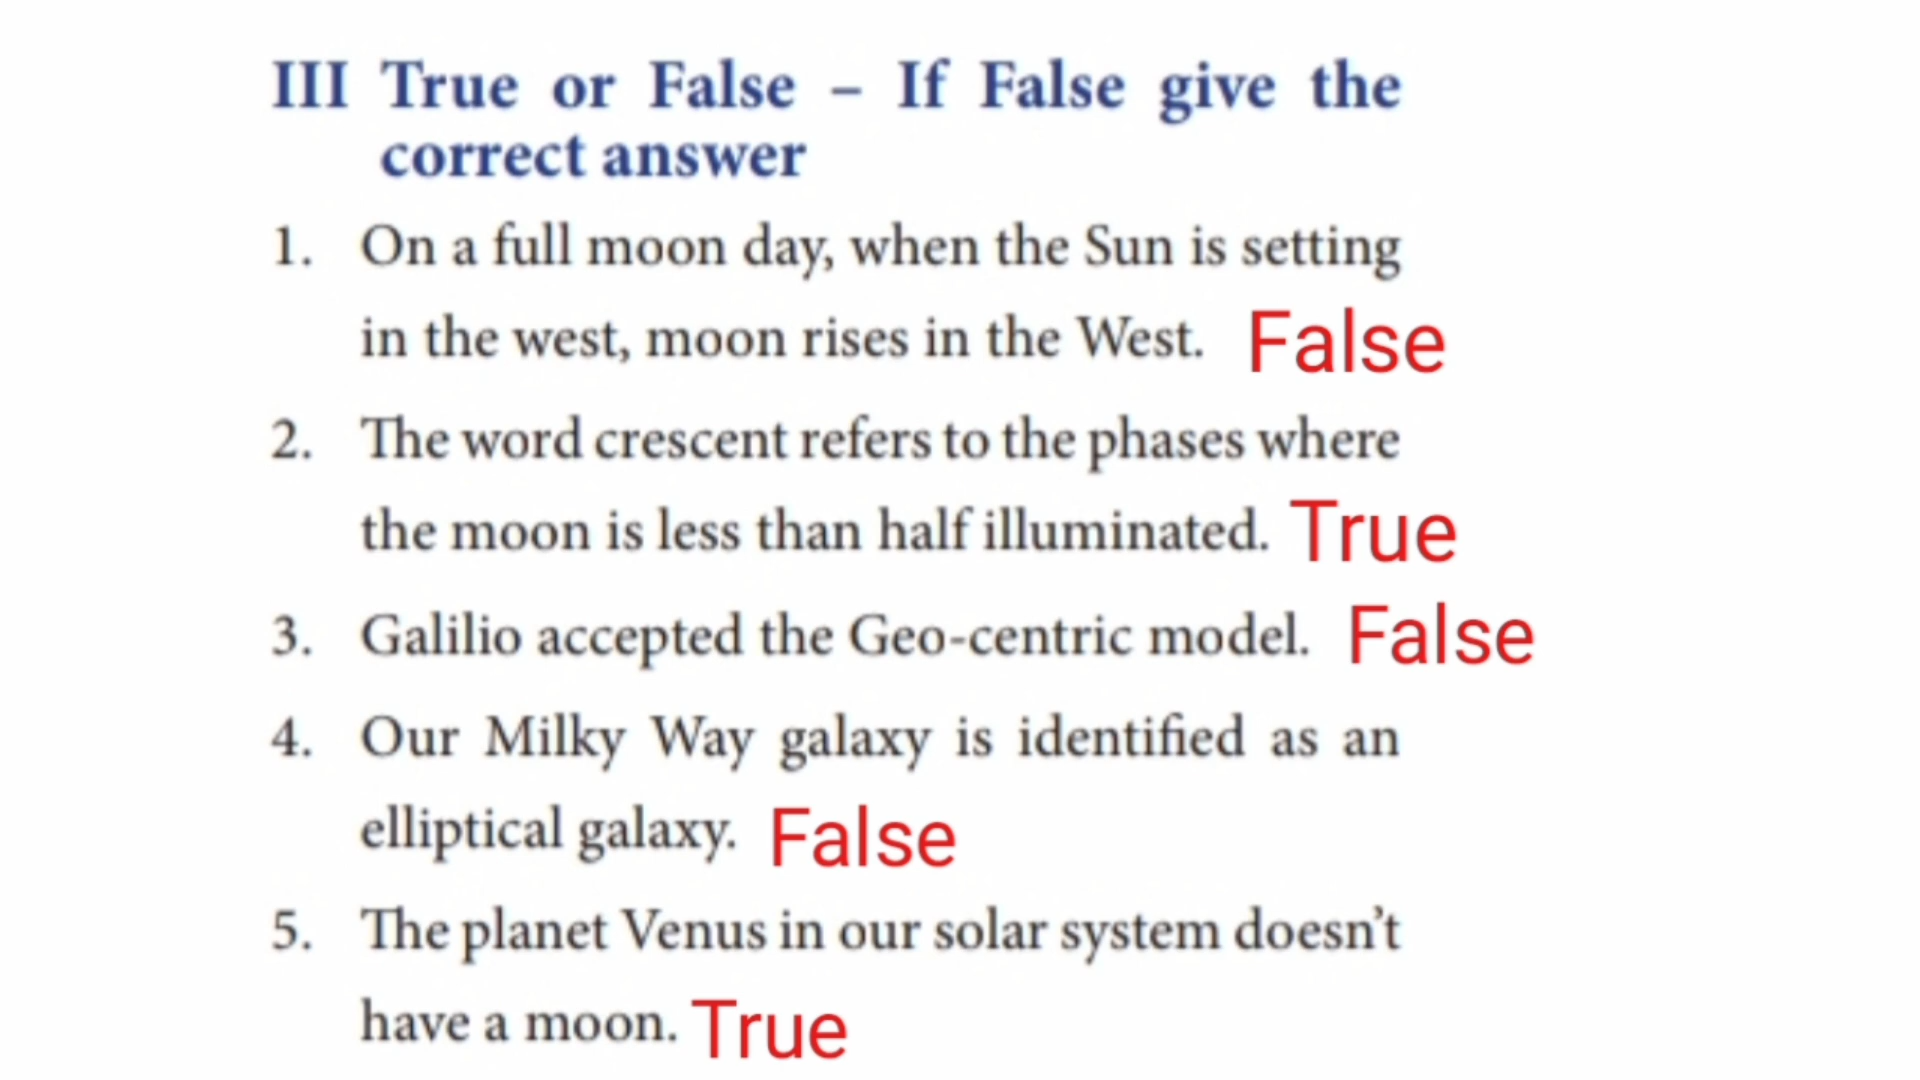 III True or False – If False give the
correct answer
1. On a full moon day, when the Sun is setting
in the west, moon rises in the West. False
2. The word crescent refers to the phases where
the moon is less than half illuminated. True
3. Galilio accepted the Geo-centric model. False
4. Our Milky Way galaxy is identified as an
elliptical galaxy. False
5. The planet Venus in our solar system doesn’t
have a moon. True